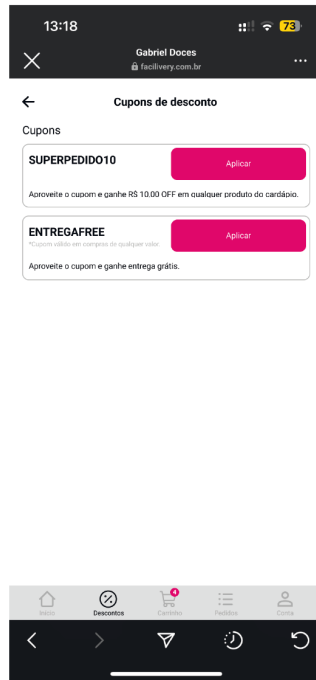 13:18
73
Gabriel Doces
facilivery.com.br
Cupons de desconto
Cupons
SUPERPEDIDO10
Aplicar
Aproveite o cupom e ganhe R$ 10.00 OFF em qualquer produto do cardápio.
ENTREGAFREE
*Cupom válido em compras de qualquer valor.
Aplicar
Aproveite o cupom e ganhe entrega grátis.
4
Início
Descontos
Carrinho
Pedidos
Conta